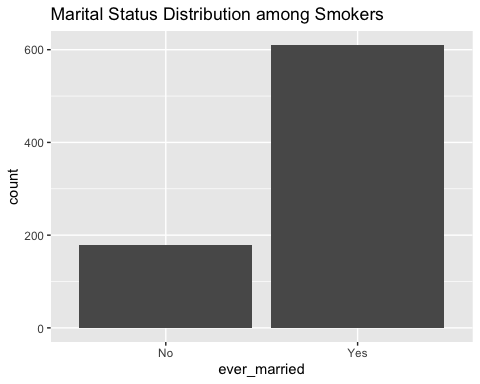 Marital Status Distribution among Smokers
600
400
200
0
count
No
Yes
ever_married